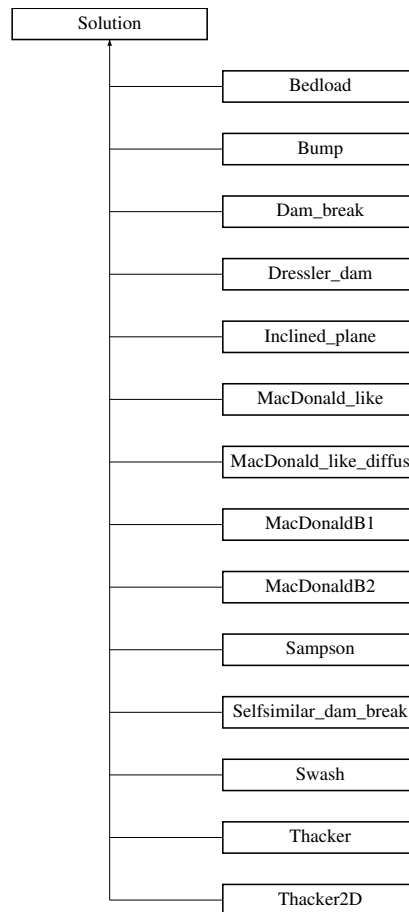 Solution
Bedload
Bump
Dam_break
Dressler_dam
Inclined_plane
MacDonald_like
MacDonald_like_diffus
MacDonaldB1
MacDonaldB2
Sampson
Selfsimilar_dam_break
Swash
Thacker
Thacker2D